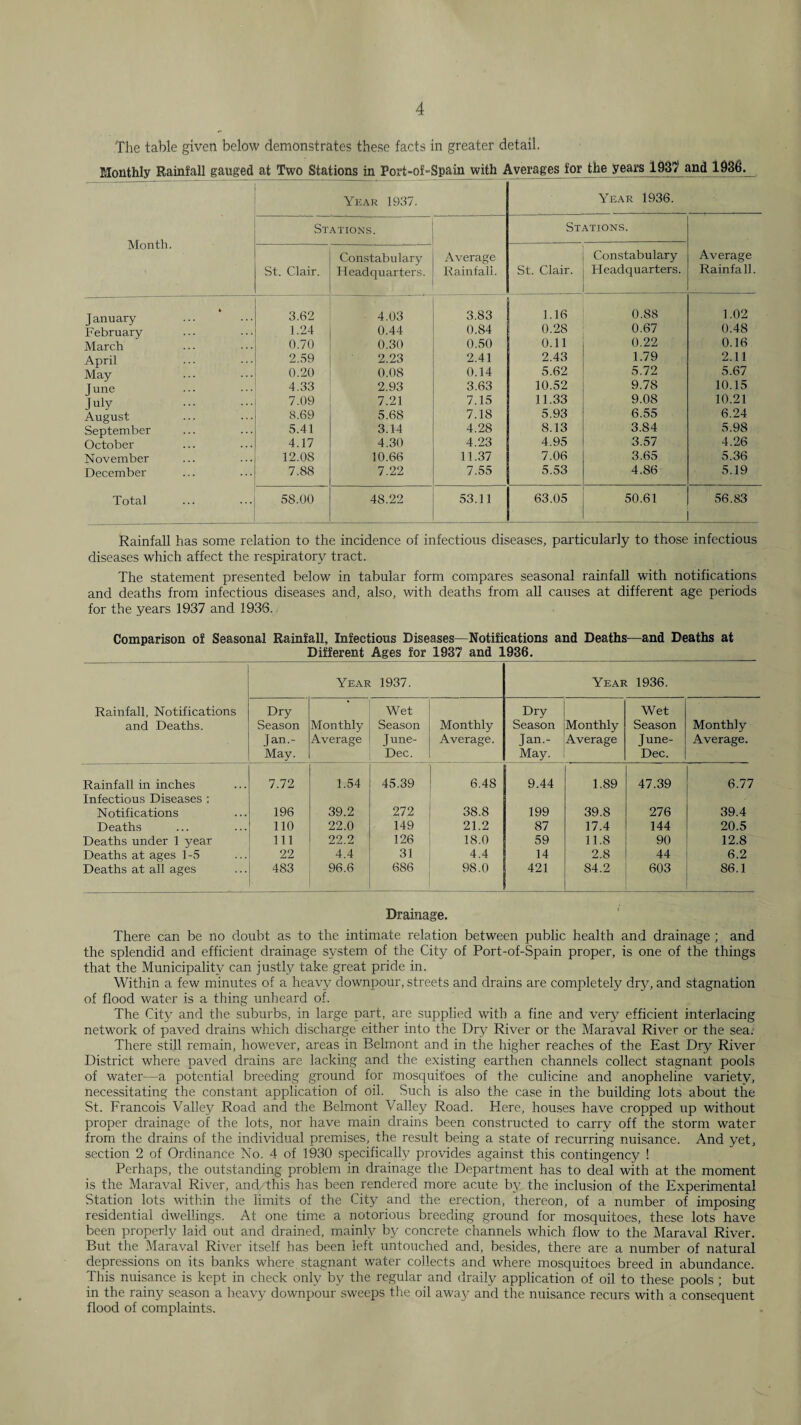 4
The table given below demonstrates these facts in greater detail.
Monthly Rainfall gauged at Two Stations in Port-of-Spain with Averages for the years 1937 and 1936.
Year 1937. Year 1936.
Month. Stations. Average Rainfall. Stations. Average Rainfall.
St. Clair. Constabulary Headquarters. St. Clair. Constabulary Headquarters.
January ... ... 3.62 4.03 3.83 1.16 0.88 1.02
February ... ... 1.24 0.44 0.84 0.28 0.67 0.48
March ... ... 0.70 0.30 0.50 0.11 0.22 0.16
April ... ... 2.59 2.23 2.41 2.43 1.79 2.11
May ... ... 0.20 0.08 0.14 5.62 5.72 5.67
June ... ... 4.33 2.93 3.63 10.52 9.78 10.15
July ... ... 7.09 7.21 7.15 11.33 9.08 10.21
August ... ... 8.69 5.68 7.18 5.93 6.55 6.24
September ... ... 5.41 3.14 4.28 8.13 3.84 5.98
October ... ... 4.17 4.30 4.23 4.95 3.57 4.26
November ... ... 12.08 10.66 11.37 7.06 3.65 5.36
December ... ... 7.88 7.22 7.55 5.53 4.86 5.19
Total ... ... 58.00 48.22 53.11 63.05 50.61 56.83
Rainfall has some relation to the incidence of infectious diseases, particularly to those infectious
diseases which affect the respiratory tract.
The statement presented below in tabular form compares seasonal rainfall with notifications
and deaths from infectious diseases and, also, with deaths from all causes at different age periods
for the years 1937 and 1936.
Comparison of Seasonal Rainfall, Infectious Diseases—Notifications and Deaths—and Deaths at
Different Ages for 1937 and 1936.
Year 1937. Year 1936.
Rainfall, Notifications and Deaths. Dry Season Jan.-May. Monthly Average Wet Season June-Dec. Monthly Average. Dry Season Jan.-May. Monthly Average Wet Season June-Dec. Monthly Average.
Rainfall in inches ... 7.72 1.54 45.39 6.48 9.44 1.89 47.39 6.77
Infectious Diseases :
Notifications ... 196 39.2 272 38.8 199 39.8 276 39.4
Deaths ... ... 110 22.0 149 21.2 87 17.4 144 20.5
Deaths under 1 year 111 22.2 126 18.0 59 11.8 90 12.8
Deaths at ages 1-5 ... 22 4.4 31 4.4 14 2.8 44 6.2
Deaths at all ages ... 483 96.6 686 98.0 421 84.2 603 86.1
Drainage.
There can be no doubt as to the intimate relation between public health and drainage ; and
the splendid and efficient drainage system of the City of Port-of-Spain proper, is one of the things
that the Municipality can justly take great pride in.
Within a few minutes of a heavy downpour, streets and drains are completely dry, and stagnation
of flood water is a thing unheard of.
The City and the suburbs, in large part, are supplied with a fine and very efficient interlacing
network of paved drains which discharge either into the Dry River or the Maraval River or the sea.
There still remain, however, areas in Belmont and in the higher reaches of the East Dry River
District where paved drains are lacking and the existing earthen channels collect stagnant pools
of water—a potential breeding ground for mosquitoes of the culicine and anopheline variety,
necessitating the constant application of oil. Such is also the case in the building lots about the
St. Francois Valley Road and the Belmont Valley Road. Here, houses have cropped up without
proper drainage of the lots, nor have main drains been constructed to carry off the storm water
from the drains of the individual premises, the result being a state of recurring nuisance. And yet,
section 2 of Ordinance No. 4 of 1930 specifically provides against this contingency !
Perhaps, the outstanding problem in drainage the Department has to deal with at the moment
is the Maraval River, and this has been rendered more acute by the inclusion of the Experimental
Station lots within the limits of the City and the erection, thereon, of a number of imposing
residential dwellings. At one time a notorious breeding ground for mosquitoes, these lots have
been properly laid out and drained, mainly by concrete channels which flow to the Maraval River.
But the Maraval River itself has been left untouched and, besides, there are a number of natural
depressions on its banks where stagnant water collects and where mosquitoes breed in abundance.
This nuisance is kept in check only by the regular and draily application of oil to these pools ; but
in the rainy season a heavy downpour sweeps the oil away and the nuisance recurs with a consequent
flood of complaints.